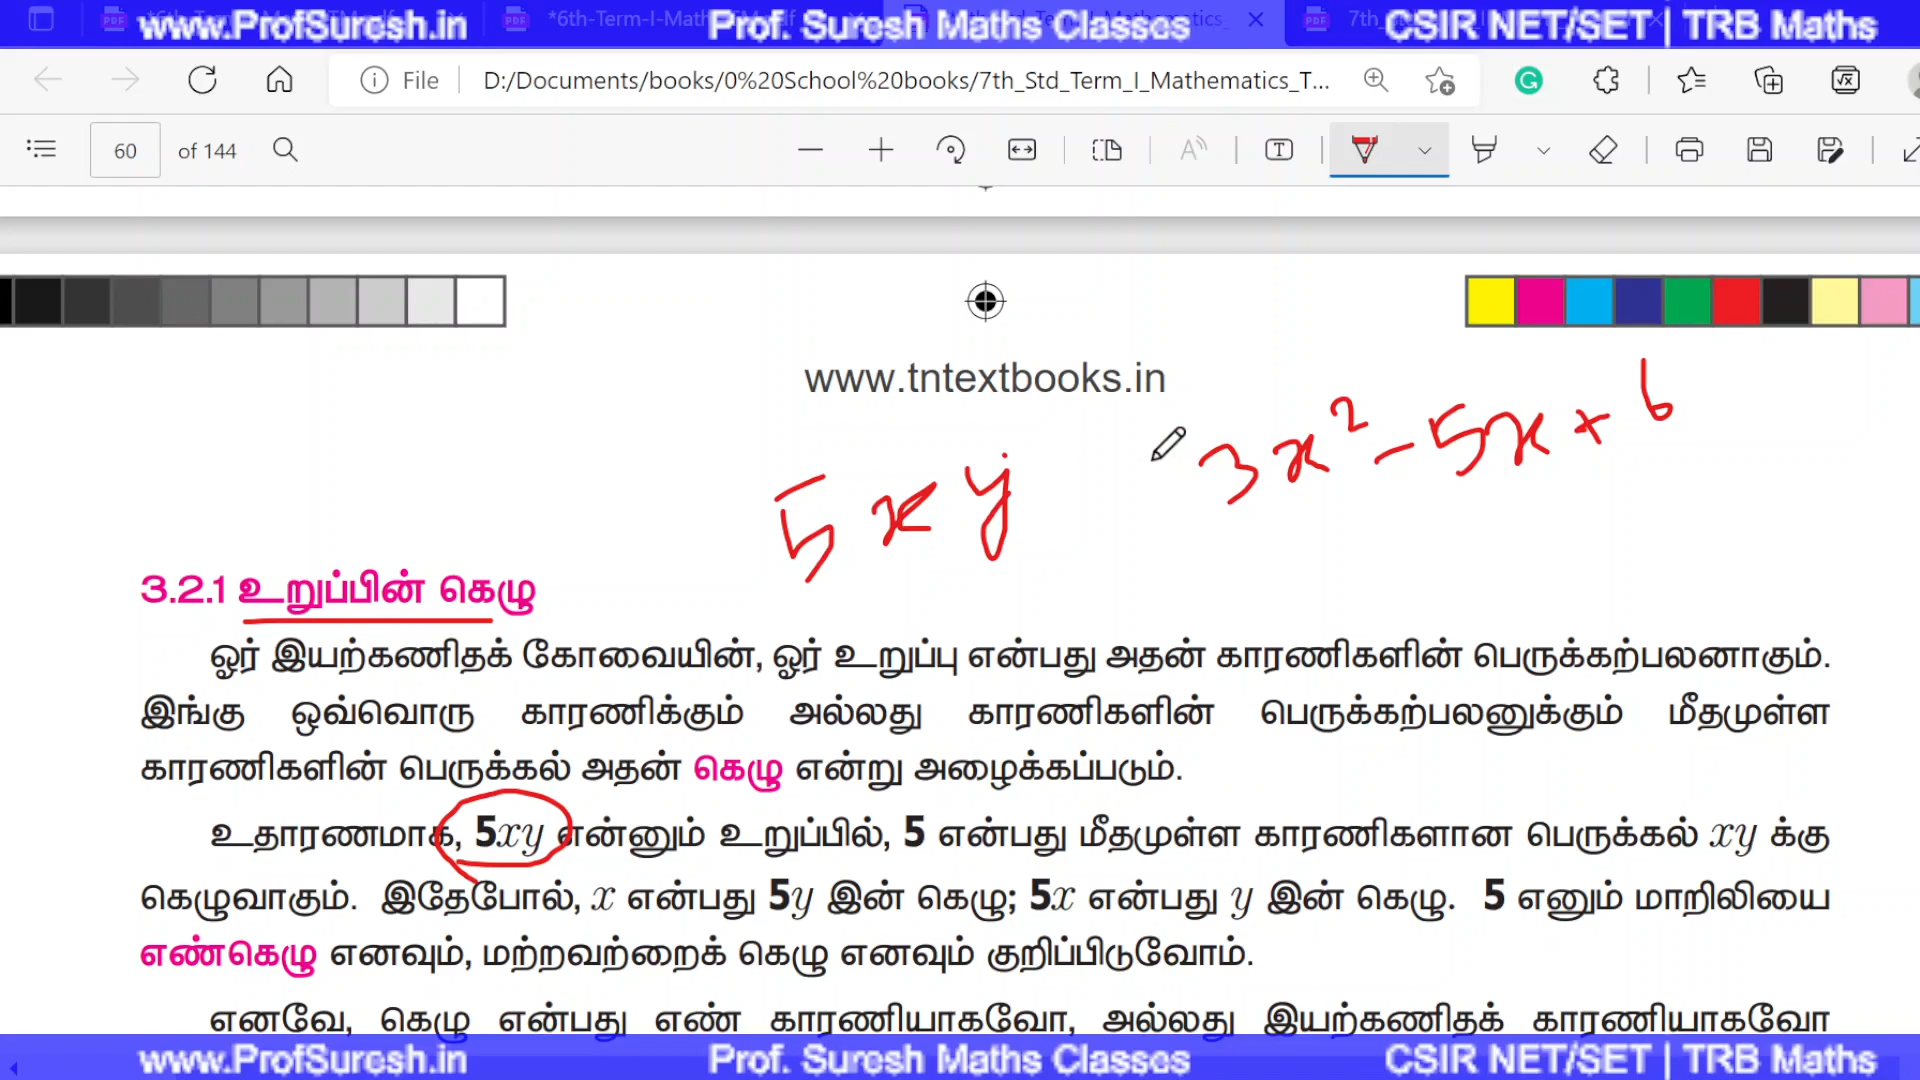 www.ProfSuresh.in Prof. Suresh Maths Classes CSIR NET/SET | TRB Maths
File D:/Documents/books/0%20School%20books/7th_Std_Term_I_Mathematics_T...
60 of 144
www.tntextbooks.in
3x² - 5x + 6
5xy
3.2.1 உறுப்பின் கெழு
ஓர் இயற்கணிதக் கோவையின், ஓர் உறுப்பு என்பது அதன் காரணிகளின் பெருக்கற்பலனாகும்.
இங்கு ஒவ்வொரு காரணிக்கும் அல்லது காரணிகளின் பெருக்கற்பலனுக்கும் மீதமுள்ள
காரணிகளின் பெருக்கல் அதன் கெழு என்று அழைக்கப்படும்.
உதாரணமாக, 5xy என்னும் உறுப்பில், 5 என்பது மீதமுள்ள காரணிகளான பெருக்கல் xy க்கு
கெழுவாகும். இதேபோல், x என்பது 5y இன் கெழு; 5x என்பது y இன் கெழு. 5 எனும் மாறிலியை
எண்கெழு எனவும், மற்றவற்றைக் கெழு எனவும் குறிப்பிடுவோம்.
எனவே, கெழு என்பது எண் காரணியாகவோ, அல்லது இயற்கணிதக் காரணியாகவோ
www.ProfSuresh.in Prof. Suresh Maths Classes CSIR NET/SET | TRB Maths